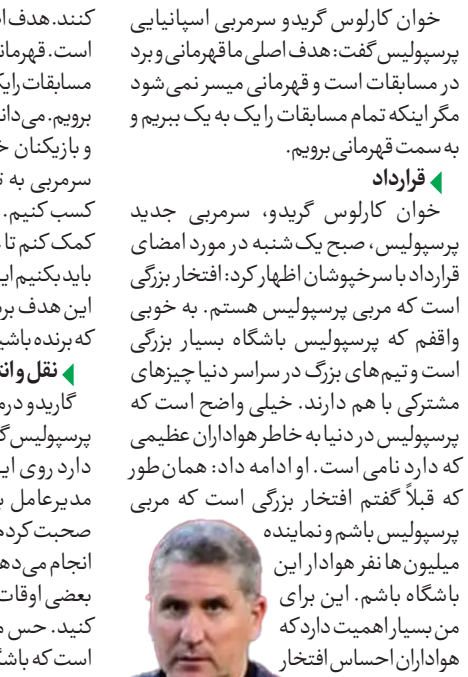 خوان کارلوس گریدو سرمربی اسپانیایی
پرسپولیس گفت: هدف اصلی ما قهرمانی و برد
در مسابقات است و قهرمانی میسر نمی‌شود
مگر اینکه تمام مسابقات را یک به یک ببریم و
به سمت قهرمانی برویم.
قرارداد
خوان کارلوس گریدو، سرمربی جدید
پرسپولیس، صبح یک‌شنبه در مورد امضای
قرارداد با سرخپوشان اظهار کرد: افتخار بزرگی
است که مربی پرسپولیس هستم. به خوبی
واقفم که پرسپولیس باشگاه بسیار بزرگی
است و تیم‌های بزرگ در سراسر دنیا چیزهای
مشترکی با هم دارند. خیلی واضح است که
پرسپولیس در دنیا به خاطر هواداران عظیمی
که دارد نامی است. او ادامه داد: همان طور
که قبلاً گفتم افتخار بزرگی است که مربی
پرسپولیس باشم و نماینده
میلیون ها نفر هوادار این
باشگاه باشم. این برای
من بسیار اهمیت دارد که
هواداران احساس افتخار
کنند. هدف
است. قهرمان
مسابقات را یک
برویم. می‌دان
و بازیکنان
سرمربی به
کسب کنیم.
کمک کنم تا
باید بکنیم
این هدف
که برنده باش
نقل و انت
گاریدو در
پرسپولیس
دارد روی
مدیرعامل
صحبت کرد
انجام می‌ده
بعضی اوقات
کنید. حس
است که باش